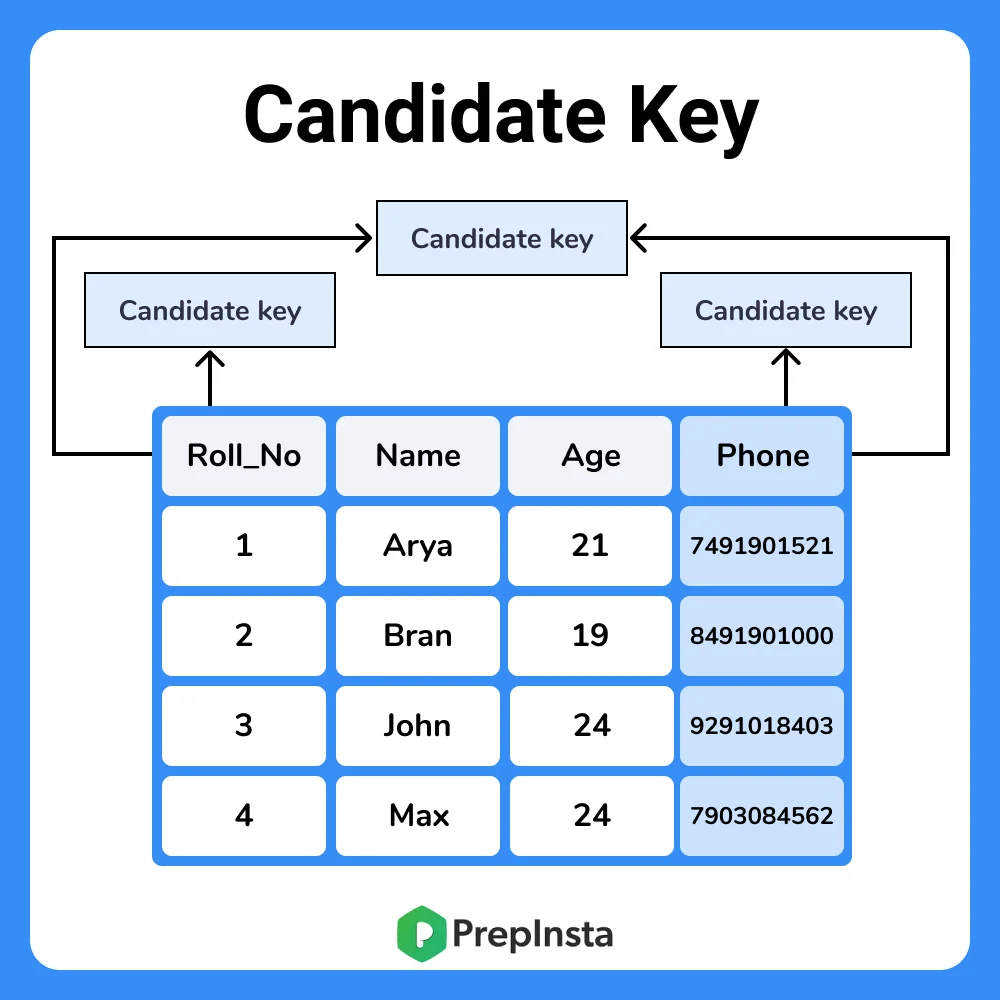 Candidate Key
Candidate key
Candidate key
Candidate key
Roll_No Name Age Phone
1 Arya 21 7491901521
2 Bran 19 8491901000
3 John 24 9291018403
4 Max 24 7903084562
PrepInsta